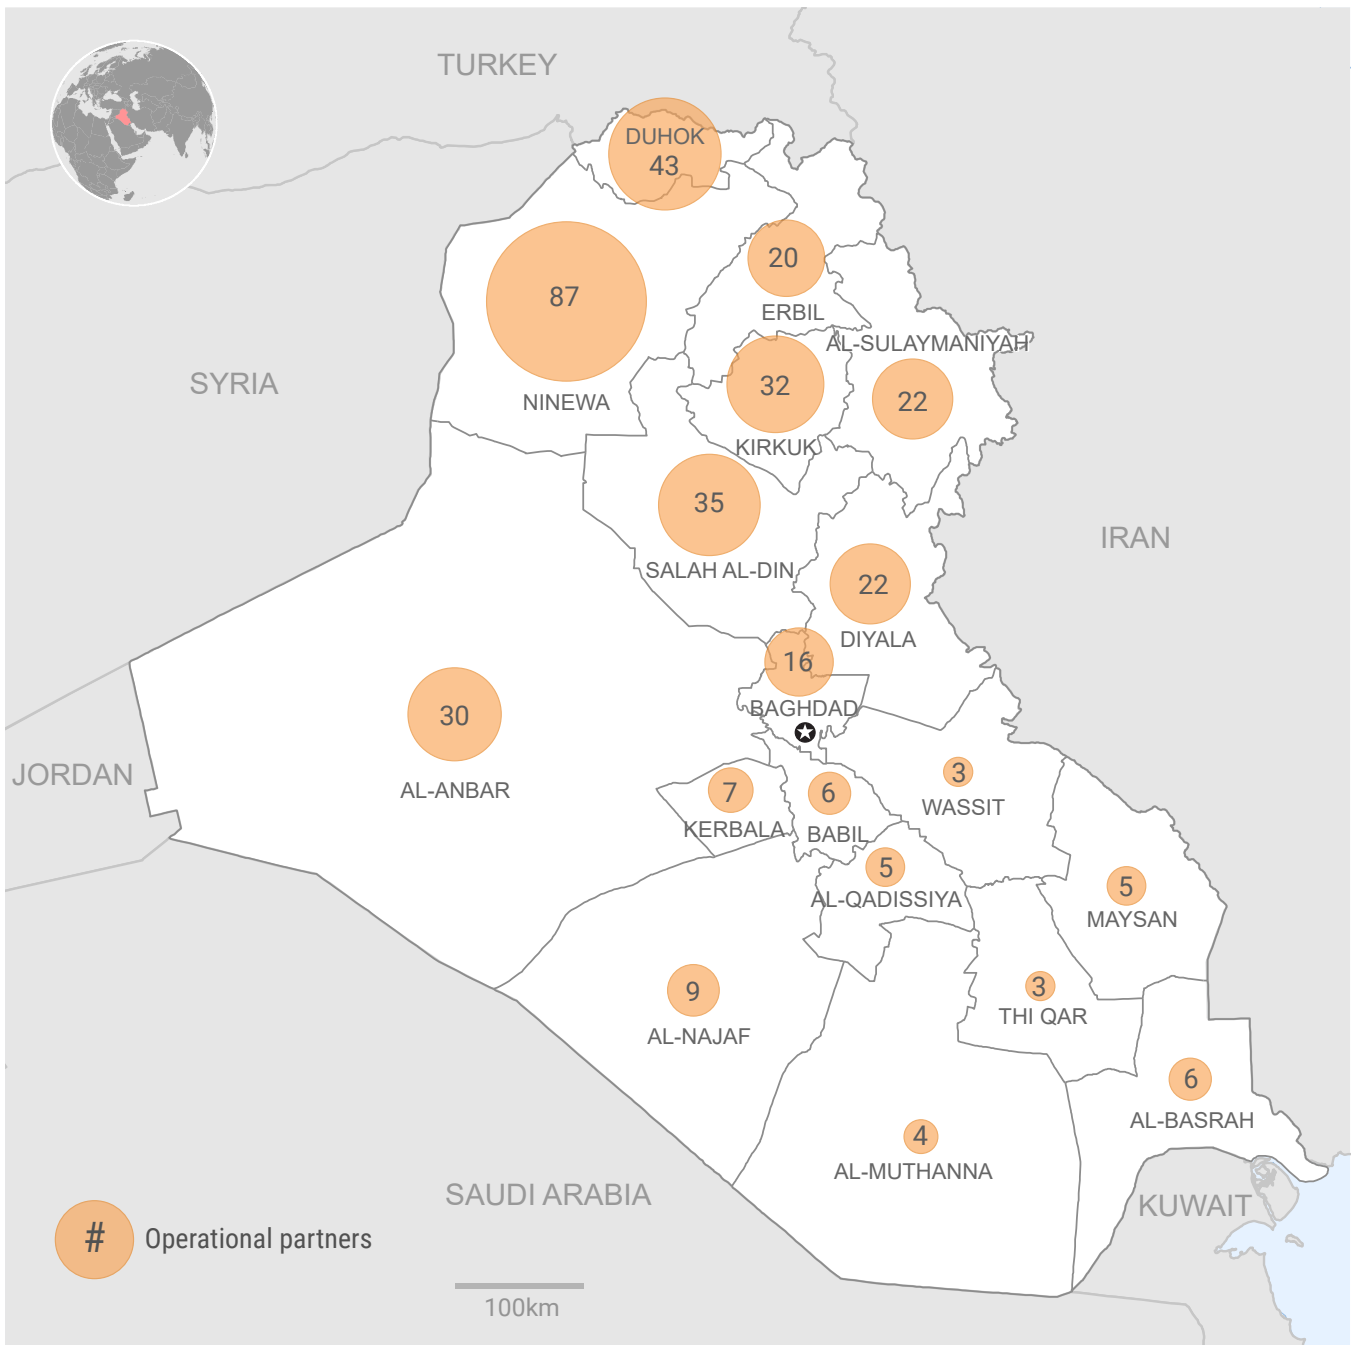 TURKEY
DUHOK
43
20
ERBIL
87
NINEWA
AL-SULAYMANIYAH
22
32
KIRKUK
SYRIA
35
SALAH AL-DIN
IRAN
22
DIYALA
16
BAGHDAD
30
AL-ANBAR
JORDAN
7
KERBALA
6
BABIL
3
WASSIT
5
AL-QADISSIYA
5
MAYSAN
9
AL-NAJAF
3
THI QAR
6
AL-BASRAH
4
AL-MUTHANNA
SAUDI ARABIA
KUWAIT
# Operational partners
100km